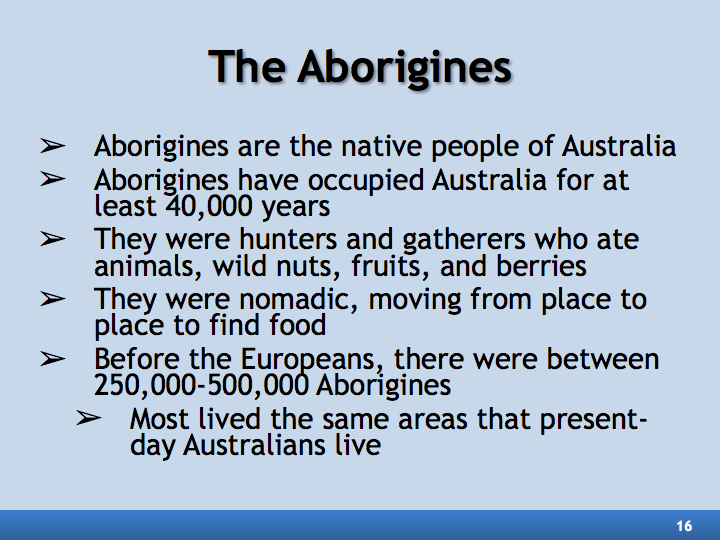 The Aborigines
➢ Aborigines are the native people of Australia
➢ Aborigines have occupied Australia for at
least 40,000 years
➢ They were hunters and gatherers who ate
animals, wild nuts, fruits, and berries
➢ They were nomadic, moving from place to
place to find food
➢ Before the Europeans, there were between
250,000-500,000 Aborigines
➢ Most lived the same areas that present-
day Australians live
16